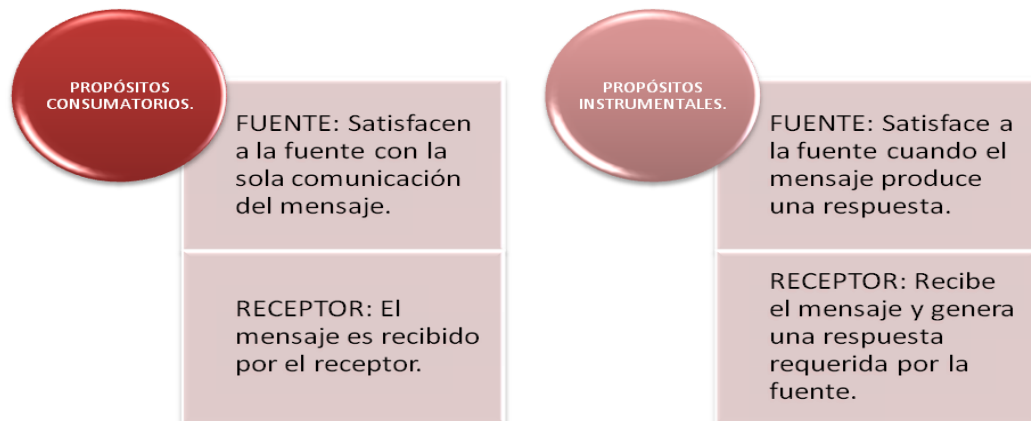 PROPÓSITOS
CONSUMATORIOS.
FUENTE: Satisfacen
a la fuente con la
sola comunicación
del mensaje.
RECEPTOR: El
mensaje es recibido
por el receptor.
PROPÓSITOS
INSTRUMENTALES.
FUENTE: Satisface a
la fuente cuando el
mensaje produce
una respuesta.
RECEPTOR: Recibe
el mensaje y genera
una respuesta
requerida por la
fuente.